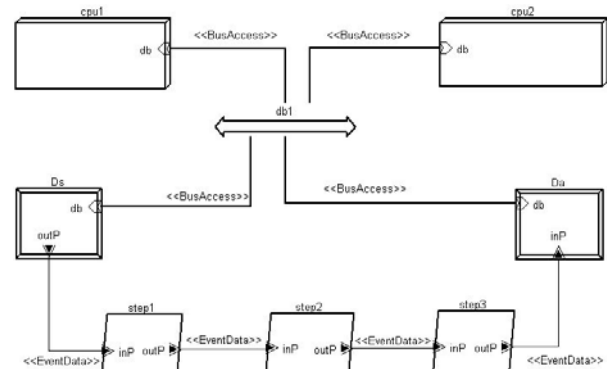 cpu1
cpu2
<<BusAccess>>
<<BusAccess>>
db
db
db1
Ds
<<BusAccess>>
<<BusAccess>>
Da
db
db
outP
inP
step1
step2
step3
<<EventData>>
<<EventData>>
<<EventData>>
<<EventData>>
inP
outP
inP
outP
inP
outP